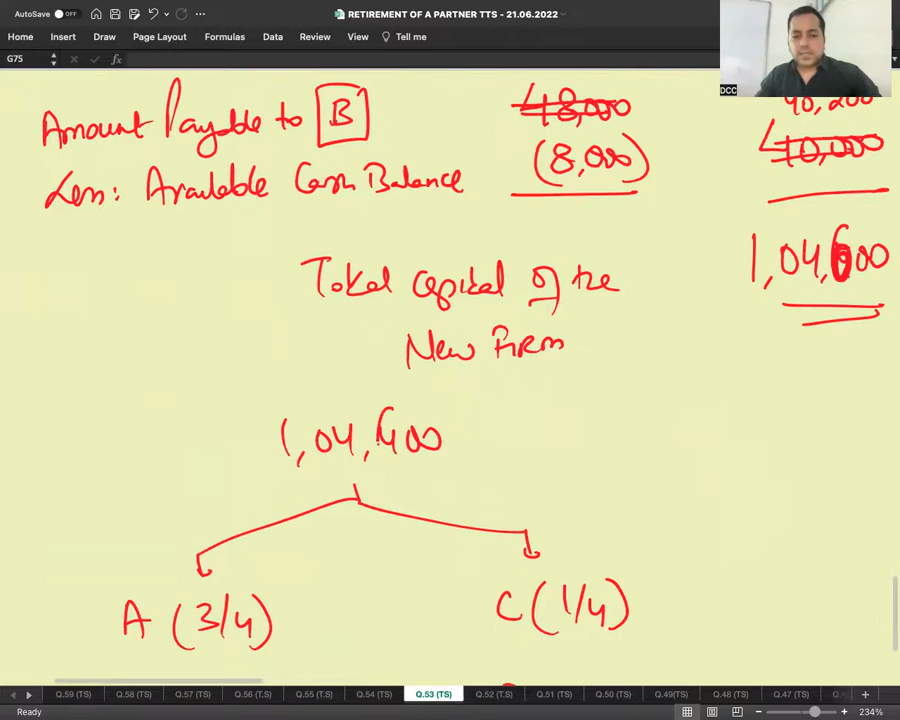 AutoSave OFF
RETIREMENT OF A PARTNER TTS - 21.06.2022
Home Insert Draw Page Layout Formulas Data Review View Tell me
G75 fx
DCC
Amount Payable to B 48,000
Less: Available Cash Balance (8,000) 40,000
Total Capital of the 1,04,600
New Firm
1,04,600
A (3/4) C (1/4)
Q.59 (TS) Q.58 (TS) Q.57 (TS) Q.56 (T.S) Q.55 (T.S) Q.54 (TS) Q.53 (TS) Q.52 (T.S) Q.51 (TS) Q.50 (TS) Q.49(TS) Q.48 (TS) Q.47 (TS)
Ready 234%